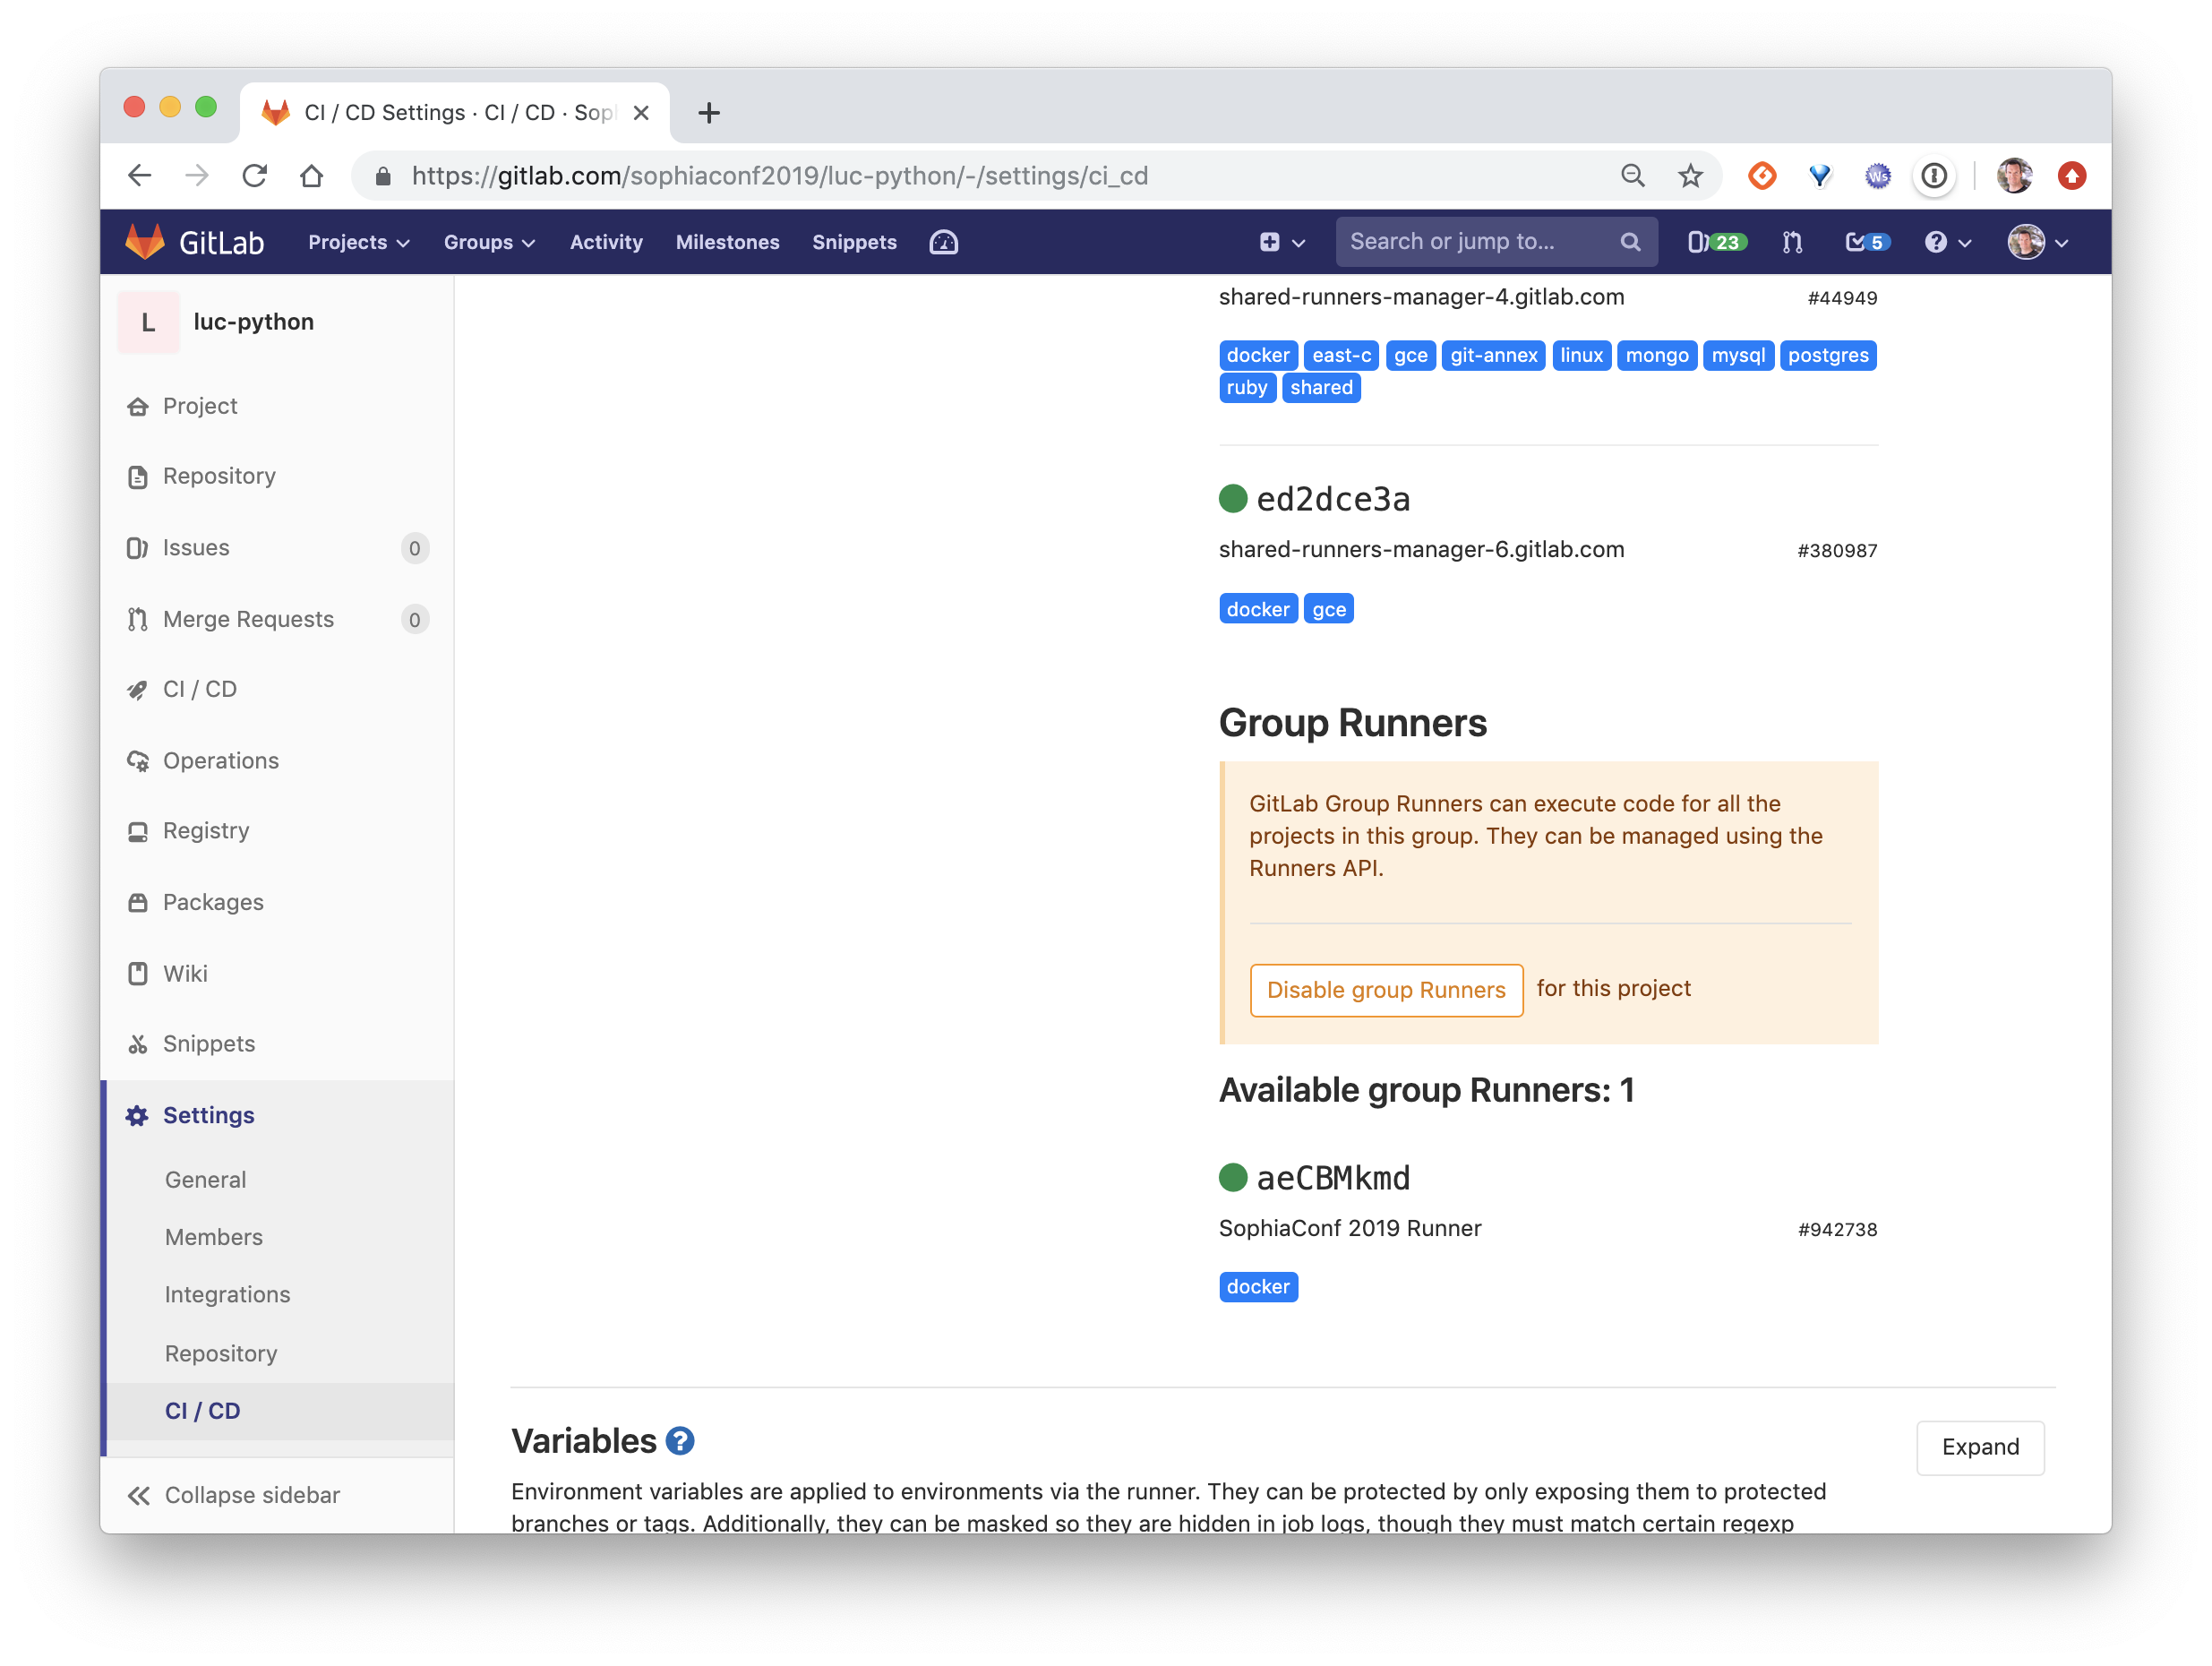 CI / CD Settings · CI / CD · Sop
https://gitlab.com/sophiaconf2019/luc-python/-/settings/ci_cd
Ws
GitLab Projects Groups Activity Milestones Snippets Search or jump to... 23 5
L luc-python
Project
Repository
Issues 0
Merge Requests 0
CI / CD
Operations
Registry
Packages
Wiki
Snippets
Settings
General
Members
Integrations
Repository
CI / CD
Collapse sidebar
shared-runners-manager-4.gitlab.com #44949
docker east-c gce git-annex linux mongo mysql postgres
ruby shared
ed2dce3a
shared-runners-manager-6.gitlab.com #380987
docker gce
Group Runners
GitLab Group Runners can execute code for all the
projects in this group. They can be managed using the
Runners API.
Disable group Runners for this project
Available group Runners: 1
aeCBMkmd
SophiaConf 2019 Runner #942738
docker
Variables ?
Expand
Environment variables are applied to environments via the runner. They can be protected by only exposing them to protected
branches or tags. Additionally, they can be masked so they are hidden in job logs, though they must match certain regexp